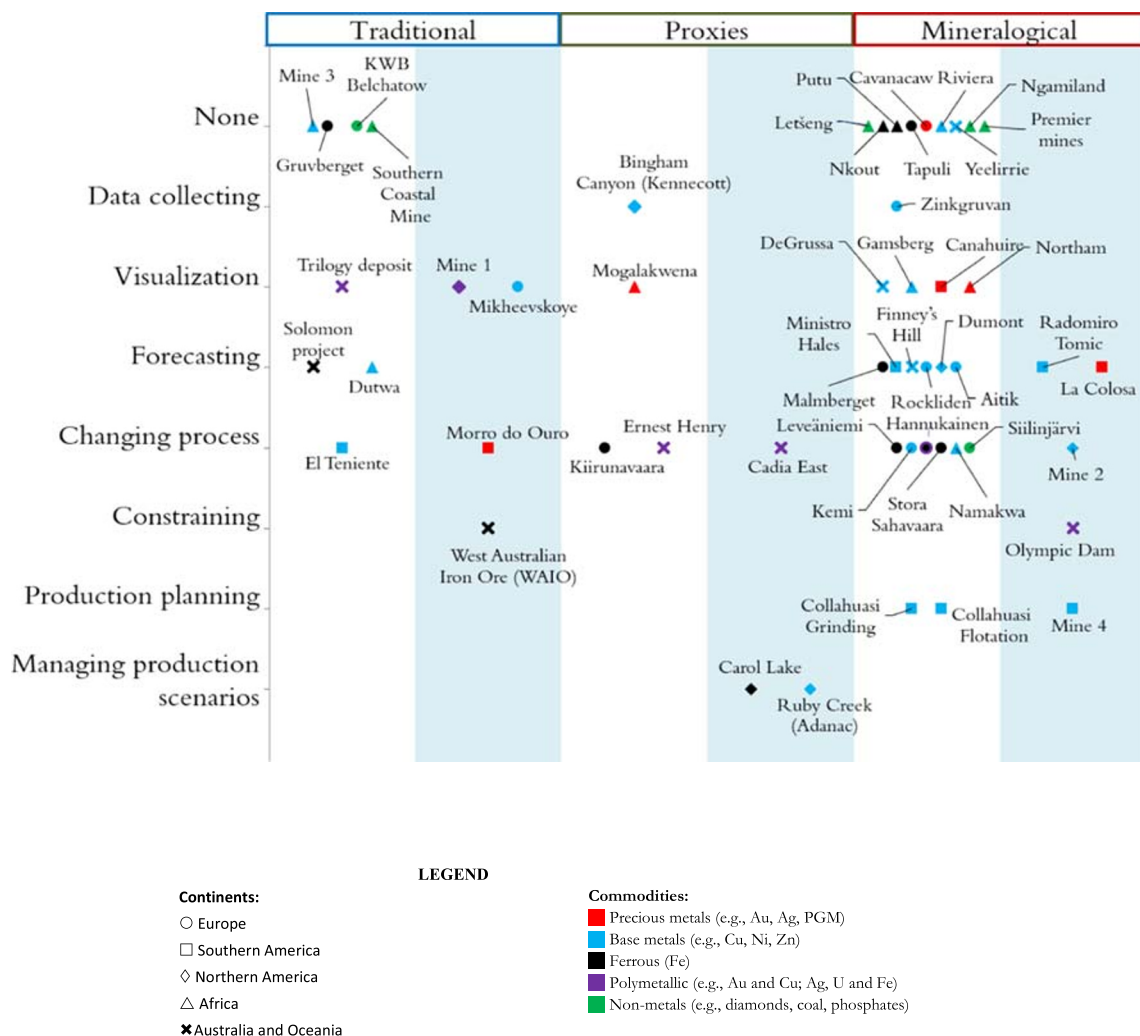 Traditional
Proxies
Mineralogical
None
Mine 3
KWB
Belchatow
Gruvberget
Southern
Coastal
Mine
Putu
Cavanacaw
Riviera
Ngamiland
Letšeng
Premier
mines
Nkout
Tapuli
Yeelirrie
Data collecting
Bingham
Canyon (Kennecott)
Zinkgruvan
Visualization
Trilogy deposit
Mine 1
Mikheevskoye
Mogalakwena
DeGrussa
Gamsberg
Canahuire
Northam
Forecasting
Solomon
project
Dutwa
Ministro
Hales
Finney's
Hill
Dumont
Radomiro
Tomic
Malmberget
Rockliden
Aitik
La Colosa
Changing process
El Teniente
Morro do Ouro
Kiirunavaara
Ernest Henry
Cadia East
Leveäniemi
Hannukainen
Siilinjärvi
Kemi
Stora
Sahavaara
Namakwa
Mine 2
Constraining
West Australian
Iron Ore (WAIO)
Olympic Dam
Production planning
Collahuasi
Grinding
Collahuasi
Flotation
Mine 4
Managing production
scenarios
Carol Lake
Ruby Creek
(Adanac)
LEGEND
Continents:
Europe
Southern America
Northern America
Africa
Australia and Oceania
Commodities:
Precious metals (e.g., Au, Ag, PGM)
Base metals (e.g., Cu, Ni, Zn)
Ferrous (Fe)
Polymetallic (e.g., Au and Cu; Ag, U and Fe)
Non-metals (e.g., diamonds, coal, phosphates)